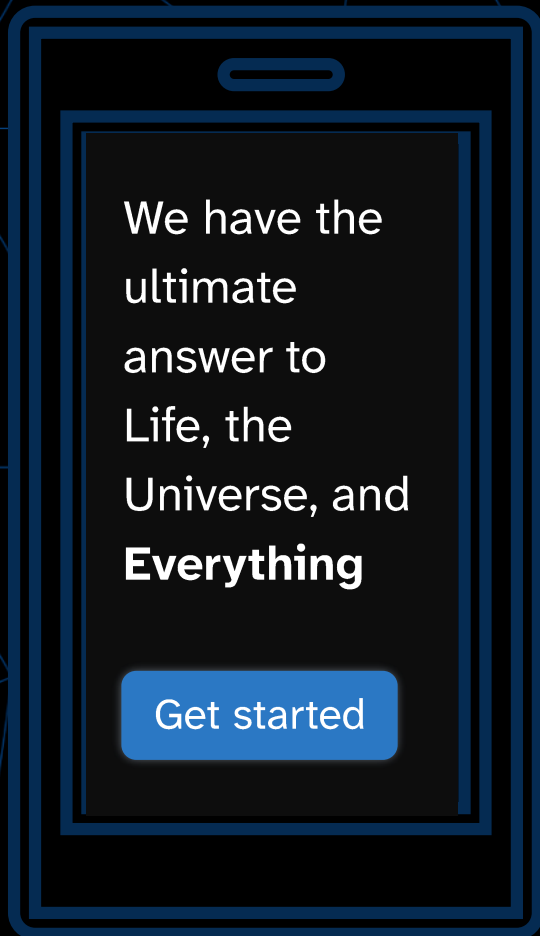 We have the
ultimate
answer to
Life, the
Universe, and
Everything
Get started